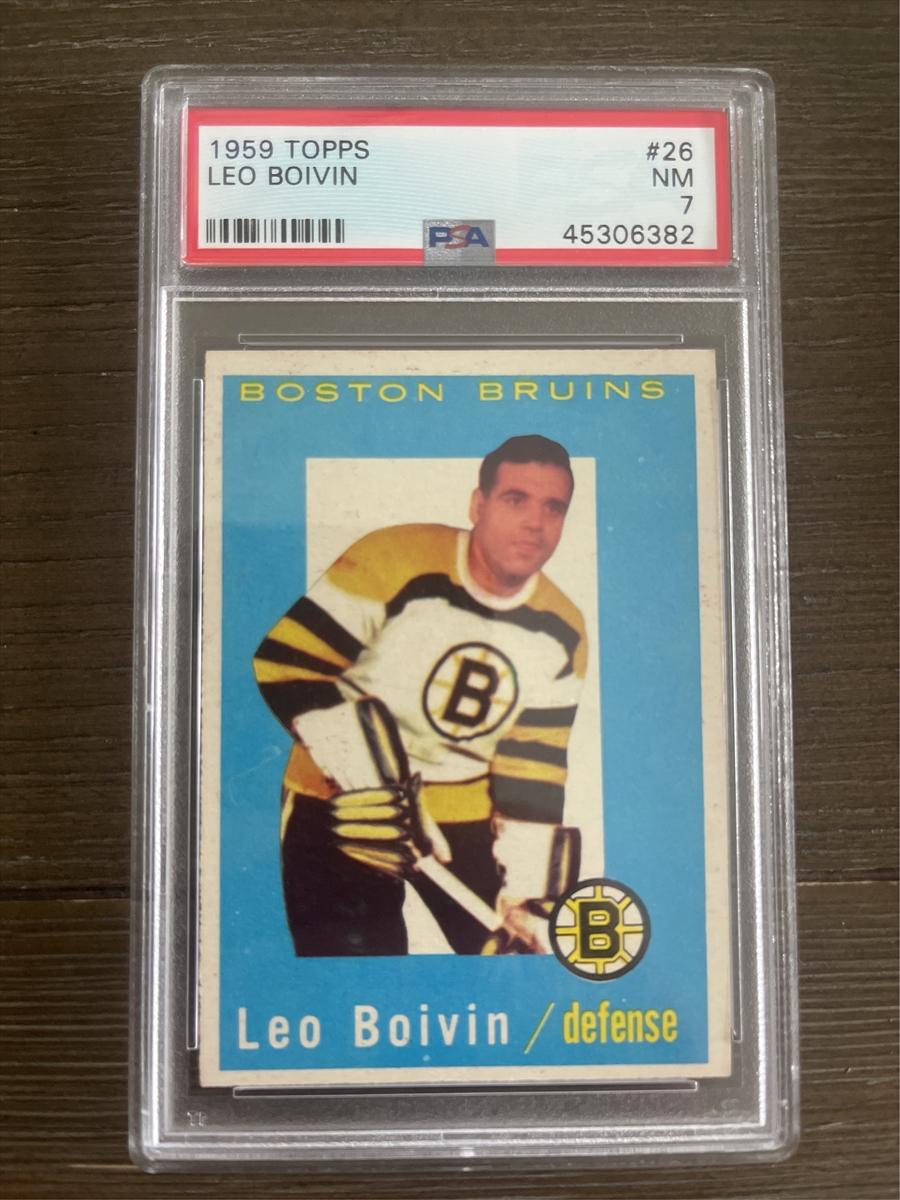 1959 TOPPS #26
LEO BOIVIN NM
7
PSA 45306382
BOSTON BRUINS
B
B
Leo Boivin / defense